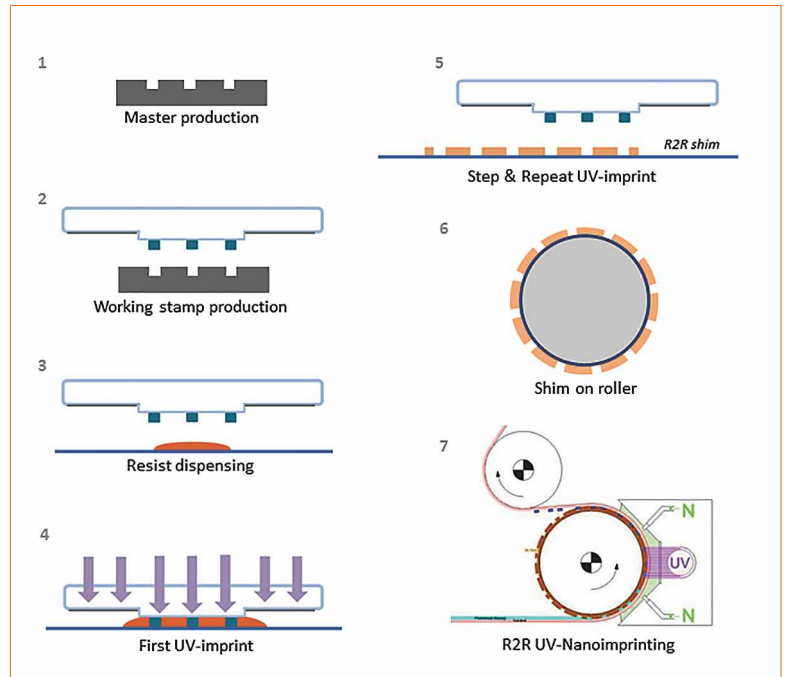 1
Master production
2
Working stamp production
3
Resist dispensing
4
First UV-imprint
5
R2R shim
Step & Repeat UV-imprint
6
Shim on roller
7
N
UV
N
R2R UV-Nanoimprinting